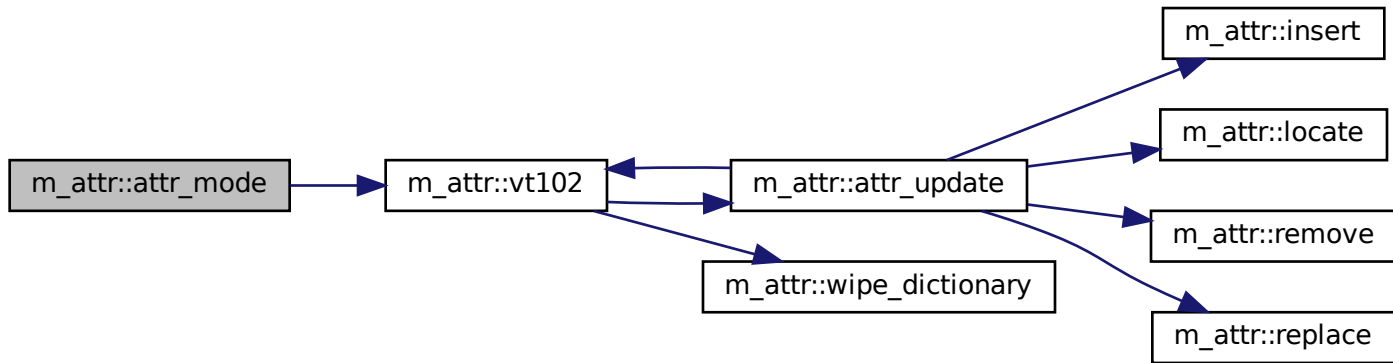 m_attr::insert
m_attr::locate
m_attr::attr_mode
m_attr::vt102
m_attr::attr_update
m_attr::remove
m_attr::wipe_dictionary
m_attr::replace